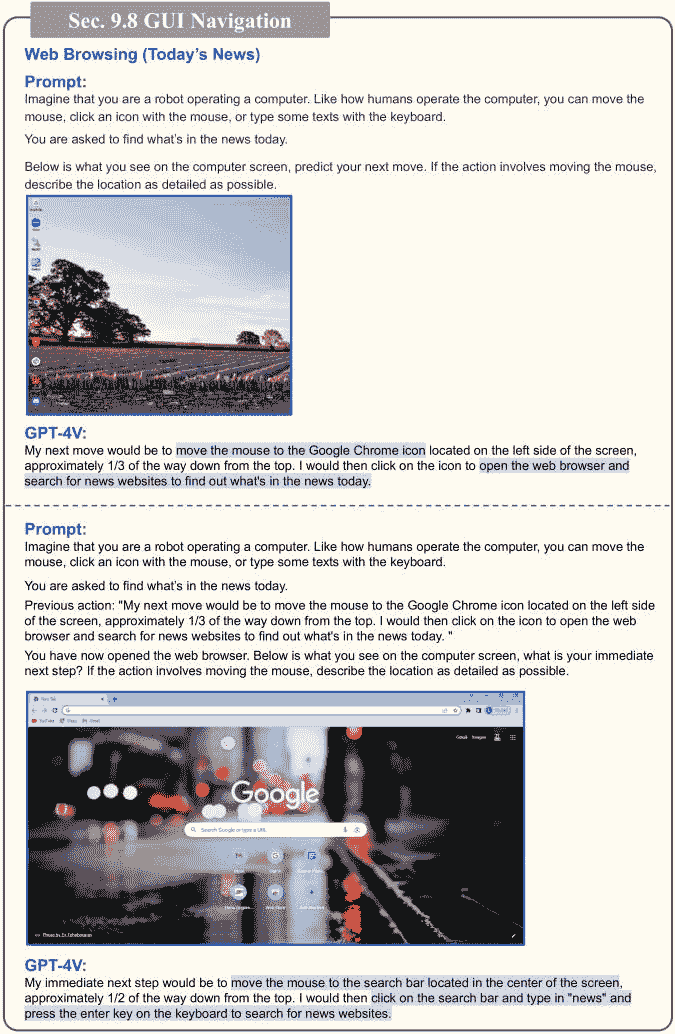 Sec. 9.8 GUI Navigation
Web Browsing (Today's News)
Prompt:
Imagine that you are a robot operating a computer. Like how humans operate the computer, you can move the
mouse, click an icon with the mouse, or type some texts with the keyboard.
You are asked to find what's in the news today.
Below is what you see on the computer screen, predict your next move. If the action involves moving the mouse,
describe the location as detailed as possible.
GPT-4V:
My next move would be to move the mouse to the Google Chrome icon located on the left side of the screen,
approximately 1/3 of the way down from the top. I would then click on the icon to open the web browser and
search for news websites to find out what's in the news today.
Prompt:
Imagine that you are a robot operating a computer. Like how humans operate the computer, you can move the
mouse, click an icon with the mouse, or type some texts with the keyboard.
You are asked to find what's in the news today.
Previous action: "My next move would be to move the mouse to the Google Chrome icon located on the left side
of the screen, approximately 1/3 of the way down from the top. I would then click on the icon to open the web
browser and search for news websites to find out what's in the news today. "
You have now opened the web browser. Below is what you see on the computer screen, what is your immediate
next step? If the action involves moving the mouse, describe the location as detailed as possible.
New Tab
YouTube Maps Gmail
Gmail Images
Google
Search Google or type a URL
GPT-4V:
My immediate next step would be to move the mouse to the search bar located in the center of the screen,
approximately 1/2 of the way down from the top. I would then click on the search bar and type in "news" and
press the enter key on the keyboard to search for news websites.